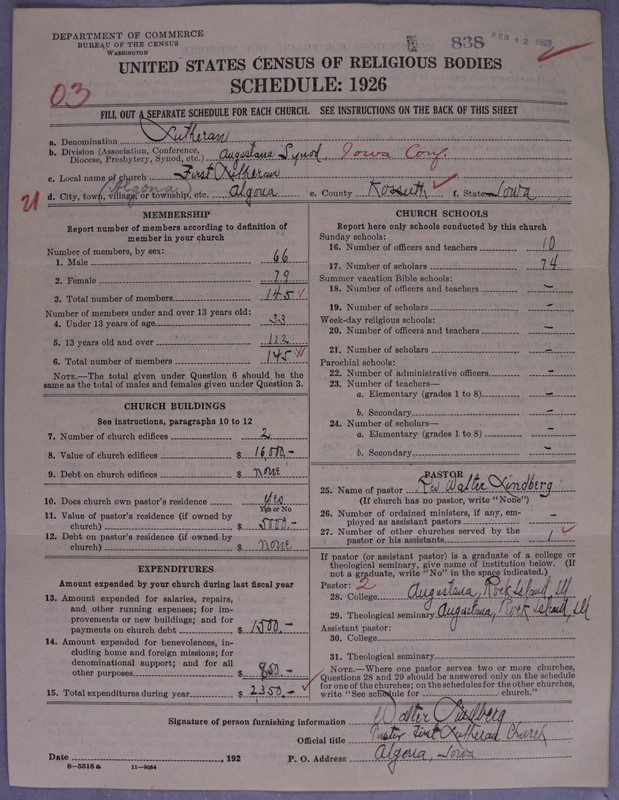 DEPARTMENT OF COMMERCE
BUREAU OF THE CENSUS
WASHINGTON
838 FEB 12 1927
UNITED STATES CENSUS OF RELIGIOUS BODIES
SCHEDULE: 1926
03
FILL OUT A SEPARATE SCHEDULE FOR EACH CHURCH. SEE INSTRUCTIONS ON THE BACK OF THIS SHEET
a. Denomination Lutheran
b. Division (Association, Conference, Diocese, Presbytery, Synod, etc.) Augustana Synod, Iowa Conf.
c. Local name of church First Lutheran
(Algona)
21
d. City, town, village, or township, etc. Algona e. County Kossuth f. State Iowa
MEMBERSHIP
Report number of members according to definition of
member in your church
Number of members, by sex:
1. Male 66
2. Female 79
3. Total number of members 145
Number of members under and over 13 years old:
4. Under 13 years of age 33
5. 13 years old and over 112
6. Total number of members 145
NOTE.—The total given under Question 6 should be
same as the total of males and females given under Question 3.
CHURCH BUILDINGS
See instructions, paragraphs 10 to 12
7. Number of church edifices 2
8. Value of church edifices $ 16,000.-
9. Debt on church edifices $ none
10. Does church own pastor's residence Yes
Yes or No
11. Value of pastor's residence (if owned by
church) $ 5000.-
12. Debt on pastor's residence (if owned by
church) $ none
EXPENDITURES
Amount expended by your church during last fiscal year
13. Amount expended for salaries, repairs,
and other running expenses; for im-
provements or new buildings; and for
payments on church debt $ 1500.-
14. Amount expended for benevolences, in-
cluding home and foreign missions; for
denominational support; and for all
other purposes $ 850.-
15. Total expenditures during year $ 2350.-
CHURCH SCHOOLS
Report here only schools conducted by this church
Sunday schools:
16. Number of officers and teachers 10
17. Number of scholars 74
Summer vacation Bible schools:
18. Number of officers and teachers -
19. Number of scholars -
Week-day religious schools:
20. Number of officers and teachers -
21. Number of scholars -
Parochial schools:
22. Number of administrative officers -
23. Number of teachers—
a. Elementary (grades 1 to 8) -
b. Secondary -
24. Number of scholars—
a. Elementary (grades 1 to 8) -
b. Secondary -
PASTOR
25. Name of pastor Rev Walter Lindberg
(If church has no pastor, write "None")
26. Number of ordained ministers, if any, em-
ployed as assistant pastors -
27. Number of other churches served by the
pastor or his assistants 1
If pastor (or assistant pastor) is a graduate of a college or
theological seminary, give name of institution below. (If
not a graduate, write "No" in the space indicated.)
Pastor: 2
28. College Augustana, Rock Island, Ill
29. Theological seminary Augustana, Rock Island, Ill
Assistant pastor:
30. College
31. Theological seminary
NOTE.—Where one pastor serves two or more churches,
Questions 28 and 29 should be answered only on the schedule
for one of the churches; on the schedules for the other churches,
write "See schedule for church."
Signature of person furnishing information Walter Lindberg
Official title Pastor First Lutheran Church
Date , 192 P. O. Address Algona, Iowa
8—5518a 11—9054